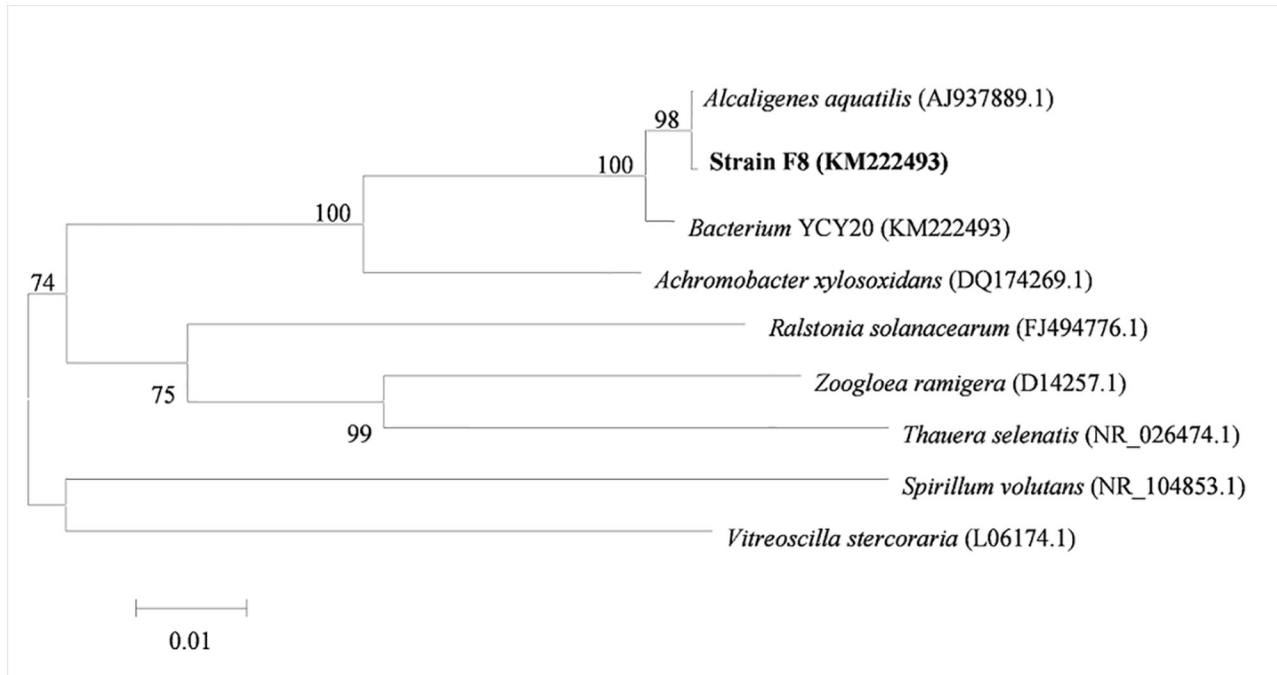 Alcaligenes aquatilis (AJ937889.1)
98
Strain F8 (KM222493)
100
100
Bacterium YCY20 (KM222493)
Achromobacter xylosoxidans (DQ174269.1)
74
Ralstonia solanacearum (FJ494776.1)
Zoogloea ramigera (D14257.1)
75
99
Thauera selenatis (NR_026474.1)
Spirillum volutans (NR_104853.1)
Vitreoscilla stercoraria (L06174.1)
0.01